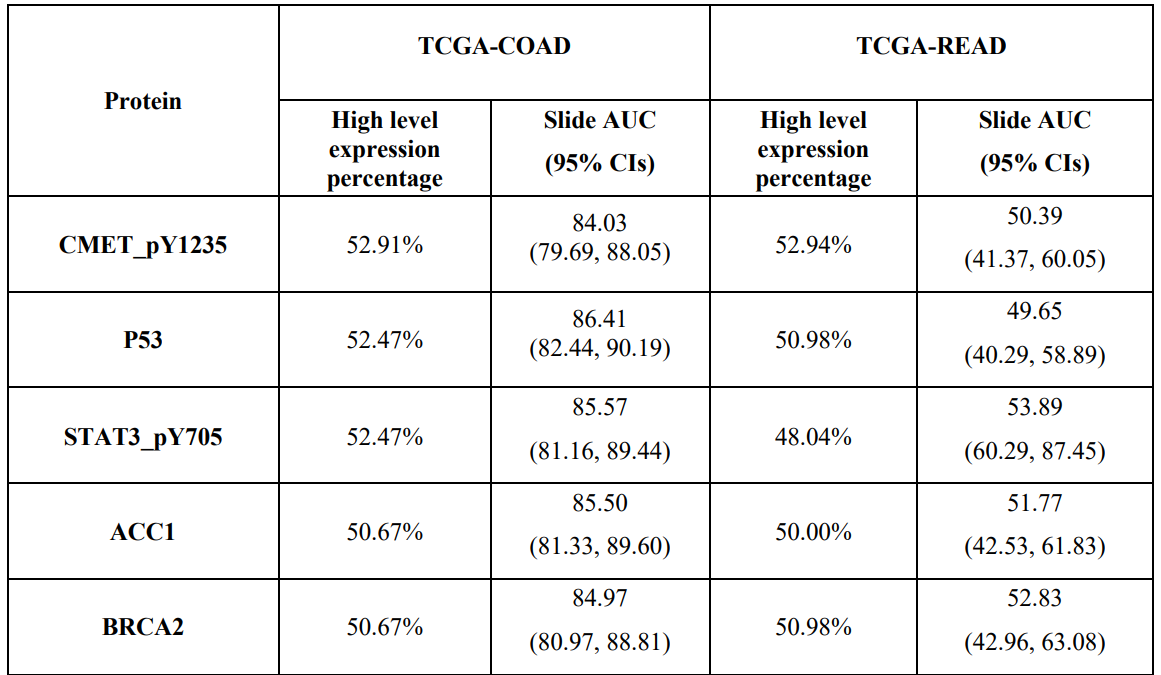 Protein
TCGA-COAD
TCGA-READ
High level
expression
percentage
Slide AUC
(95% CIs)
High level
expression
percentage
Slide AUC
(95% CIs)
CMET_pY1235
52.91%
84.03
(79.69, 88.05)
52.94%
50.39
(41.37, 60.05)
P53
52.47%
86.41
(82.44, 90.19)
50.98%
49.65
(40.29, 58.89)
STAT3_pY705
52.47%
85.57
(81.16, 89.44)
48.04%
53.89
(60.29, 87.45)
ACC1
50.67%
85.50
(81.33, 89.60)
50.00%
51.77
(42.53, 61.83)
BRCA2
50.67%
84.97
(80.97, 88.81)
50.98%
52.83
(42.96, 63.08)